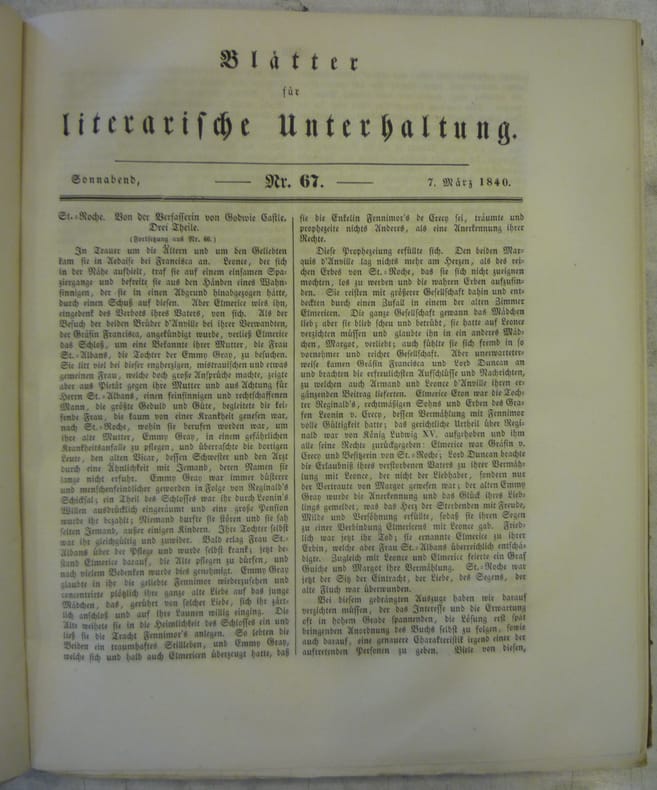 Blätter
für
literarische Unterhaltung.
Sonnabend,
Nr. 67.
7. März 1840.
St.-Roche. Von der Verfasserin von Godwie Castle.
Drei Theile.
(Fortsetzung aus Nr. 66.)
In Trauer um die Ältern und um den Geliebten
kam sie in Ardaise bei Francisca an. Leonce, der sich
in der Nähe aufhielt, traf sie auf einem einsamen Spa-
ziergange und befreite sie aus den Händen eines Wahn-
sinnigen, der sie in einen Abgrund hinabgezogen hätte,
durch einen Schuß auf diesen. Aber Elmerice wies ihn,
eingedenk des Verbots ihres Vaters, von sich. Als der
Besuch der beiden Brüder d'Anville bei ihrer Verwandten,
der Gräfin Francisca, angekündigt wurde, verließ Elmerice
das Schloß, um eine Bekannte ihrer Mutter, die Frau
St.-Albans, die Tochter der Emmy Gray, zu besuchen.
Sie litt viel bei dieser engherzigen, mistrauischen und etwas
gemeinen Frau, welche doch große Ansprüche machte, zeigte
aber aus Pietät gegen ihre Mutter und aus Achtung für
Herrn St.-Albans, einen feinsinnigen und rechtschaffenen
Mann, die größte Geduld und Güte, begleitete die kei-
fende Frau, die kaum von einer Krankheit genesen war,
nach St.-Roche, wohin sie berufen worden war, um
ihre alte Mutter, Emmy Gray, in einem gefährlichen
Krankheitsanfalle zu pflegen, und überraschte die dortigen
Leute, den alten Vicar, dessen Schwester und den Arzt
durch eine Ähnlichkeit mit Jemand, deren Namen sie
lange nicht erfuhr. Emmy Gray war immer düsterer
und menschenfeindlicher geworden in Folge von Reginald's
Schicksal; ein Theil des Schlosses war ihr durch Leonin's
Willen ausdrücklich eingeräumt und eine große Pension
wurde ihr bezahlt; Niemand durfte sie stören und sie sah
selten Jemand, außer einigen Kindern. Ihre Tochter selbst
war ihr gleichgültig und zuwider. Bald erlag Frau St.-
Albans über der Pflege und wurde selbst krank; jetzt be-
stand Elmerice darauf, die Alte pflegen zu dürfen, und
nach vielem Bedenken wurde dies genehmigt. Emmy Gray
glaubte in ihr die geliebte Fennimor wiederzusehen und
concentrirte plötzlich ihre ganze alte Liebe auf das junge
Mädchen, das, gerührt von solcher Liebe, sich ihr zärt-
lich anschloß und auf ihre Launen willig einging. Die
Alte weihete sie in die Heimlichkeit des Schlosses ein und
ließ sie die Tracht Fennimor's anlegen. So lebten die
Beiden ein traumhaftes Stillleben, und Emmy Gray,
welche sich und halb auch Elmericen überzeugt hatte, daß
sie die Enkelin Fennimor's de Crecy sei, träumte und
prophezeite nichts Anderes, als eine Anerkennung ihrer
Rechte.
Diese Prophezeiung erfüllte sich. Den beiden Mar-
quis d'Anville lag nichts mehr am Herzen, als des rei-
chen Erbes von St.-Roche, das sie sich nicht zueignen
mochten, los zu werden und die wahren Erben aufzufin-
den. Sie reisten mit größerer Gesellschaft dahin und ent-
deckten durch einen Zufall in einem der alten Zimmer
Elmericen. Die ganze Gesellschaft gewann das Mädchen
lieb; aber sie blieb scheu und betrübt, sie hatte auf Leonce
verzichten müssen und glaubte ihn in ein anderes Mäd-
chen, Margot, verliebt; auch fühlte sie sich fremd in so
vornehmer und reicher Gesellschaft. Aber unerwarteter-
weise kamen Gräfin Francisca und Lord Duncan an
und brachten die erfreulichsten Aufschlüsse und Nachrichten,
zu welchen auch Armand und Leonce d'Anville ihren er-
gänzenden Beitrag lieferten. Elmerice Eton war die Toch-
ter Reginald's, rechtmäßigen Sohns und Erben des Gra-
fen Leonin v. Crecy, dessen Vermählung mit Fennimor
volle Gültigkeit hatte; das gerichtliche Urtheil über Regi-
nald war von König Ludwig XV. aufgehoben und ihm
alle seine Rechte zurückgegeben: Elmerice war Gräfin v.
Crecy und Besitzerin von St.-Roche; Lord Duncan brachte
die Erlaubniß ihres verstorbenen Vaters zu ihrer Vermäh-
lung mit Leonce, der nicht der Liebhaber, sondern nur
der Vertraute von Margot gewesen war; der alten Emmy
Gray wurde die Anerkennung und das Glück ihres Lieb-
lings gemeldet, was das Herz der Sterbenden mit Freude,
Milde und Versöhnung erfüllte, sodaß sie ihren Segen
zu einer Verbindung Elmericens mit Leonce gab. Fried-
lich war jetzt ihr Tod; sie ernannte Elmerice zu ihrer
Erbin, welche aber Frau St.-Albans überreichlich entschä-
digte. Zugleich mit Leonce und Elmerice feierte ein Graf
Guido und Margot ihre Vermählung. St.-Roche war
jetzt der Sitz der Eintracht, der Liebe, des Segens, der
alte Fluch war überwunden.
Bei diesem gedrängten Auszuge haben wir darauf
verzichten müssen, der das Interesse und die Erwartung
oft in hohem Grade spannenden, die Lösung erst spät
bringenden Anordnung des Buchs selbst zu folgen, sowie
auch darauf, eine genauere Charakteristik irgend einer der
auftretenden Personen zu geben. Viele von diesen,